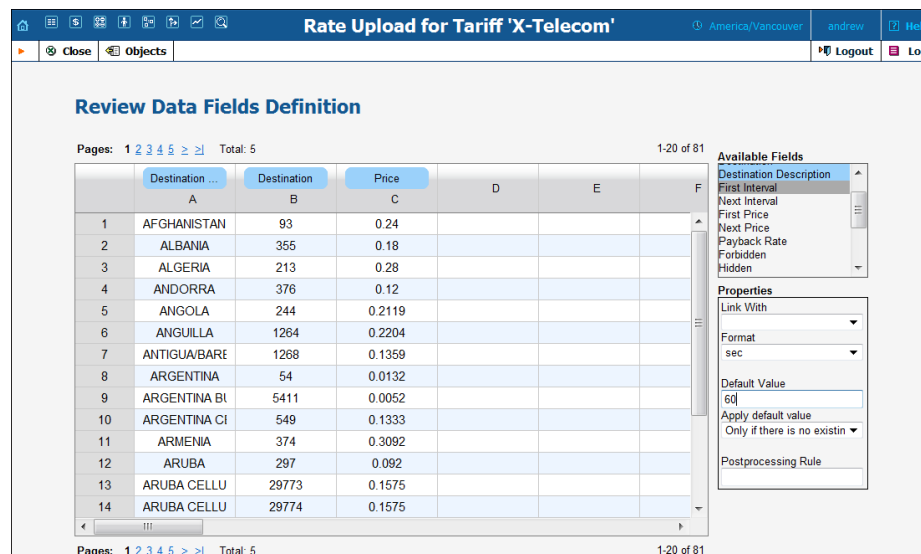 Rate Upload for Tariff 'X-Telecom'
America/Vancouver
andrew
? He
Close
Objects
Logout
Lo
Review Data Fields Definition
Pages: 1 2 3 4 5 > >| Total: 5
1-20 of 81
Destination ... Destination Price
A B C D E F
1 AFGHANISTAN 93 0.24
2 ALBANIA 355 0.18
3 ALGERIA 213 0.28
4 ANDORRA 376 0.12
5 ANGOLA 244 0.2119
6 ANGUILLA 1264 0.2204
7 ANTIGUA/BARE 1268 0.1359
8 ARGENTINA 54 0.0132
9 ARGENTINA BU 5411 0.0052
10 ARGENTINA CE 549 0.1333
11 ARMENIA 374 0.3092
12 ARUBA 297 0.092
13 ARUBA CELLU 29773 0.1575
14 ARUBA CELLU 29774 0.1575
Pages: 1 2 3 4 5 > >| Total: 5
1-20 of 81
Available Fields
Destination Description
First Interval
Next Interval
First Price
Next Price
Payback Rate
Forbidden
Hidden
Properties
Link With
Format
sec
Default Value
60
Apply default value
Only if there is no existin
Postprocessing Rule